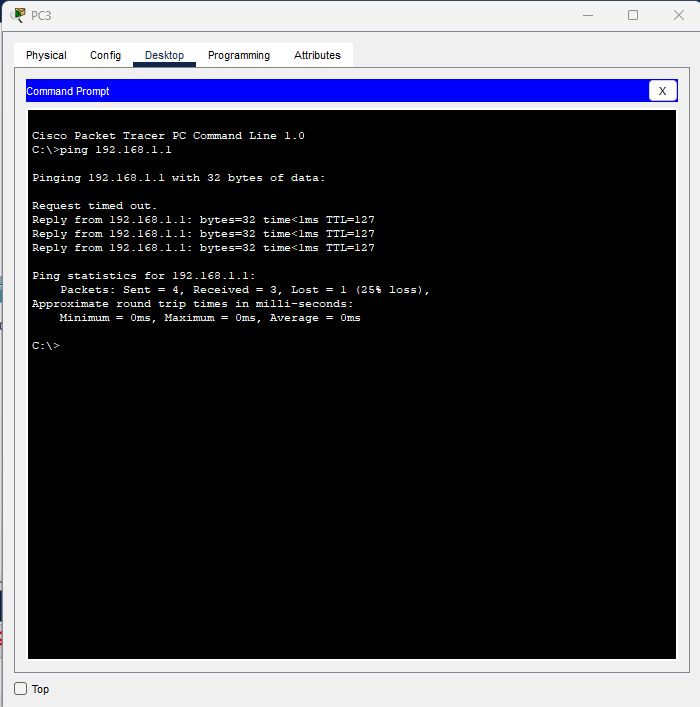 PC3
Physical Config Desktop Programming Attributes
Command Prompt X
Cisco Packet Tracer PC Command Line 1.0
C:\>ping 192.168.1.1
Pinging 192.168.1.1 with 32 bytes of data:
Request timed out.
Reply from 192.168.1.1: bytes=32 time<1ms TTL=127
Reply from 192.168.1.1: bytes=32 time<1ms TTL=127
Reply from 192.168.1.1: bytes=32 time<1ms TTL=127
Ping statistics for 192.168.1.1:
Packets: Sent = 4, Received = 3, Lost = 1 (25% loss),
Approximate round trip times in milli-seconds:
Minimum = 0ms, Maximum = 0ms, Average = 0ms
C:\>
Top